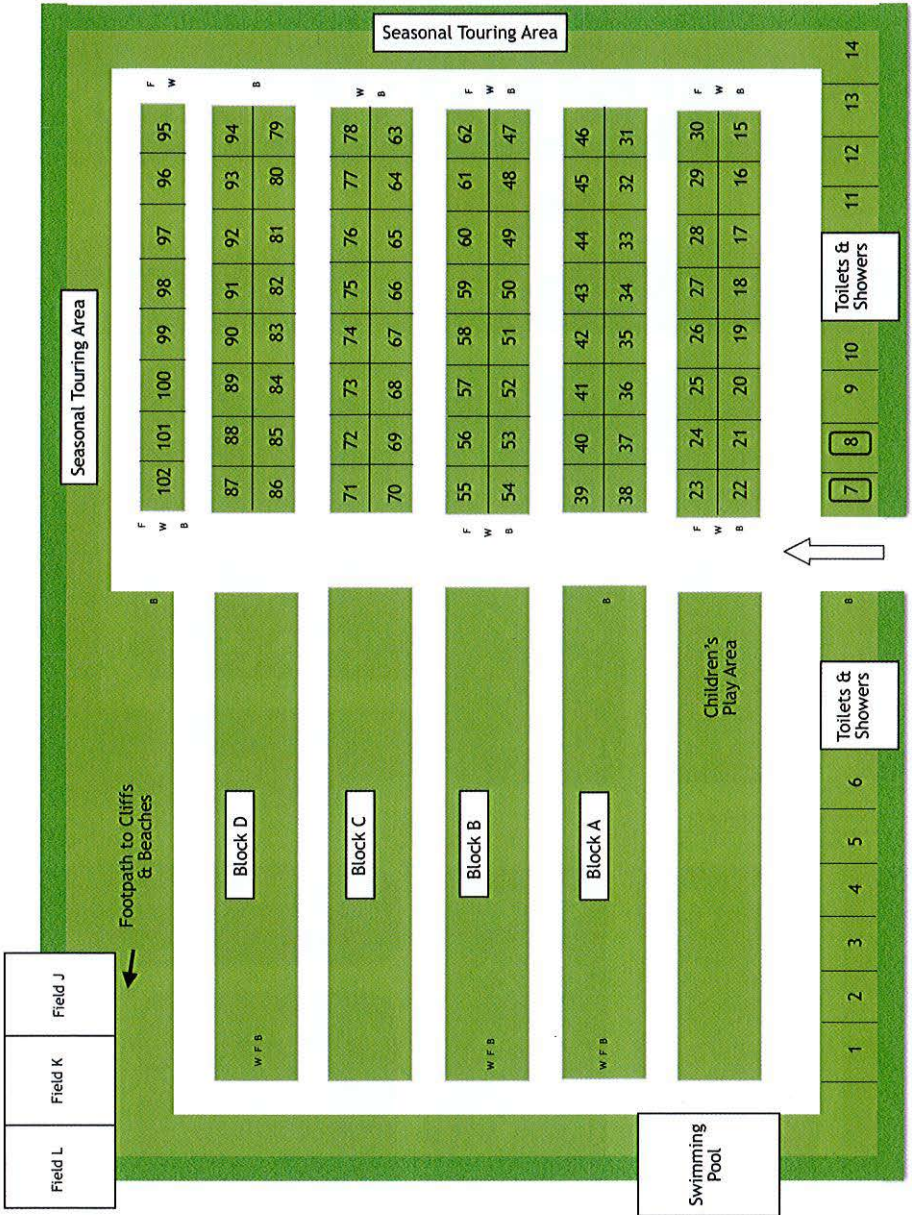 Seasonal Touring Area
Seasonal Touring Area
F
W
95 96 97 98 99 100 101 102
F
W
B
B
94 93 92 91 90 89 88 87
79 80 81 82 83 84 85 86
B
W
B
78 77 76 75 74 73 72 71
63 64 65 66 67 68 69 70
F
W
B
62 61 60 59 58 57 56 55
47 48 49 50 51 52 53 54
F
W
B
46 45 44 43 42 41 40 39
31 32 33 34 35 36 37 38
F
W
B
30 29 28 27 26 25 24 23
15 16 17 18 19 20 21 22
F
W
B
14 13 12 11
Toilets &
Showers
10 9 8 7
B
Toilets &
Showers
6 5 4 3 2 1
Children's
Play Area
Block A
B
W F B
Block B
W F B
Block C
Block D
W F B
Footpath to Cliffs
& Beaches
Field J
Field K
Field L
Swimming
Pool